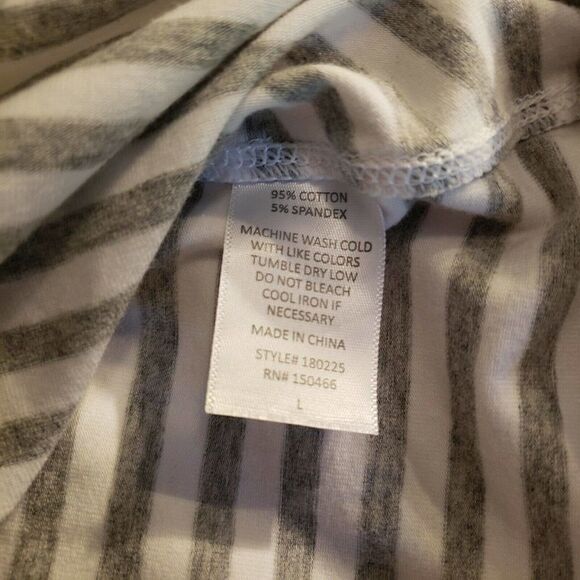 95% COTTON
5% SPANDEX
MACHINE WASH COLD
WITH LIKE COLORS
TUMBLE DRY LOW
DO NOT BLEACH
COOL IRON IF
NECESSARY
MADE IN CHINA
STYLE# 180225
RN# 150466
L